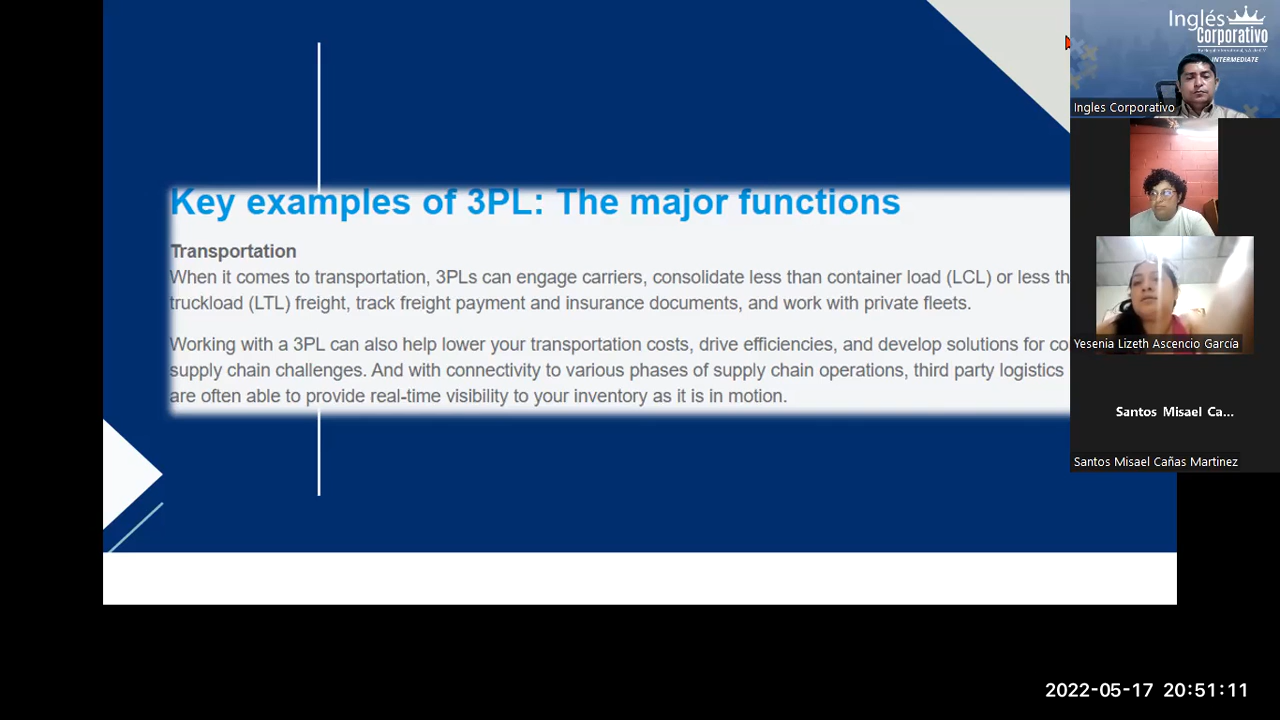 Key examples of 3PL: The major functions
Transportation
When it comes to transportation, 3PLs can engage carriers, consolidate less than container load (LCL) or less th
truckload (LTL) freight, track freight payment and insurance documents, and work with private fleets.
Working with a 3PL can also help lower your transportation costs, drive efficiencies, and develop solutions for co
supply chain challenges. And with connectivity to various phases of supply chain operations, third party logistics
are often able to provide real-time visibility to your inventory as it is in motion.
Inglés
Corporativo
INTERMEDIATE
Ingles Corporativo
Yesenia Lizeth Ascencio García
Santos Misael Ca...
Santos Misael Cañas Martinez
2022-05-17 20:51:11